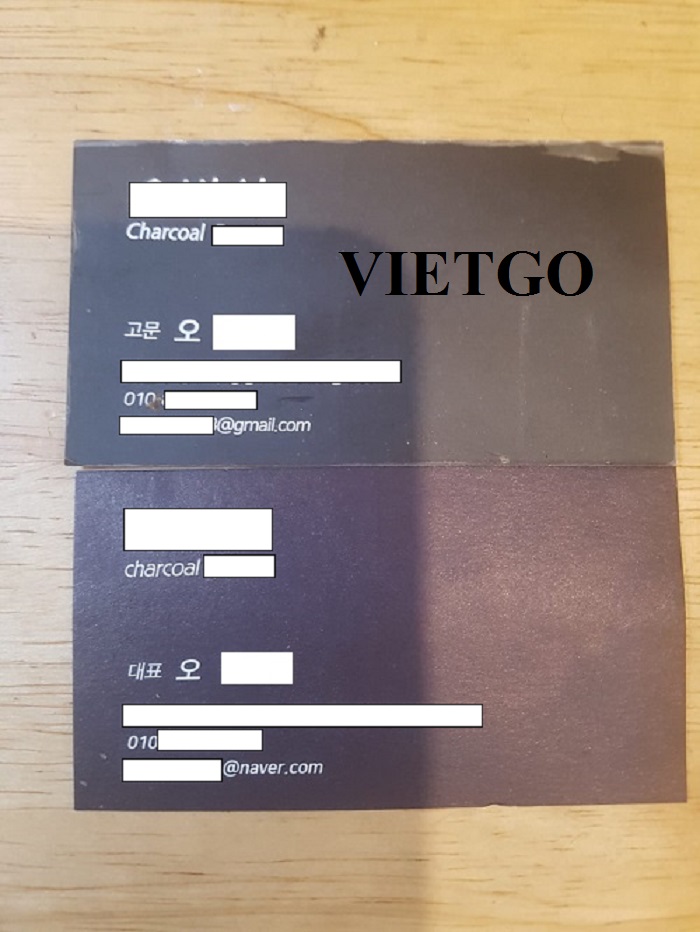 Charcoal
VIETGO
고문 오
010
@gmail.com
charcoal
대표 오
010
@naver.com